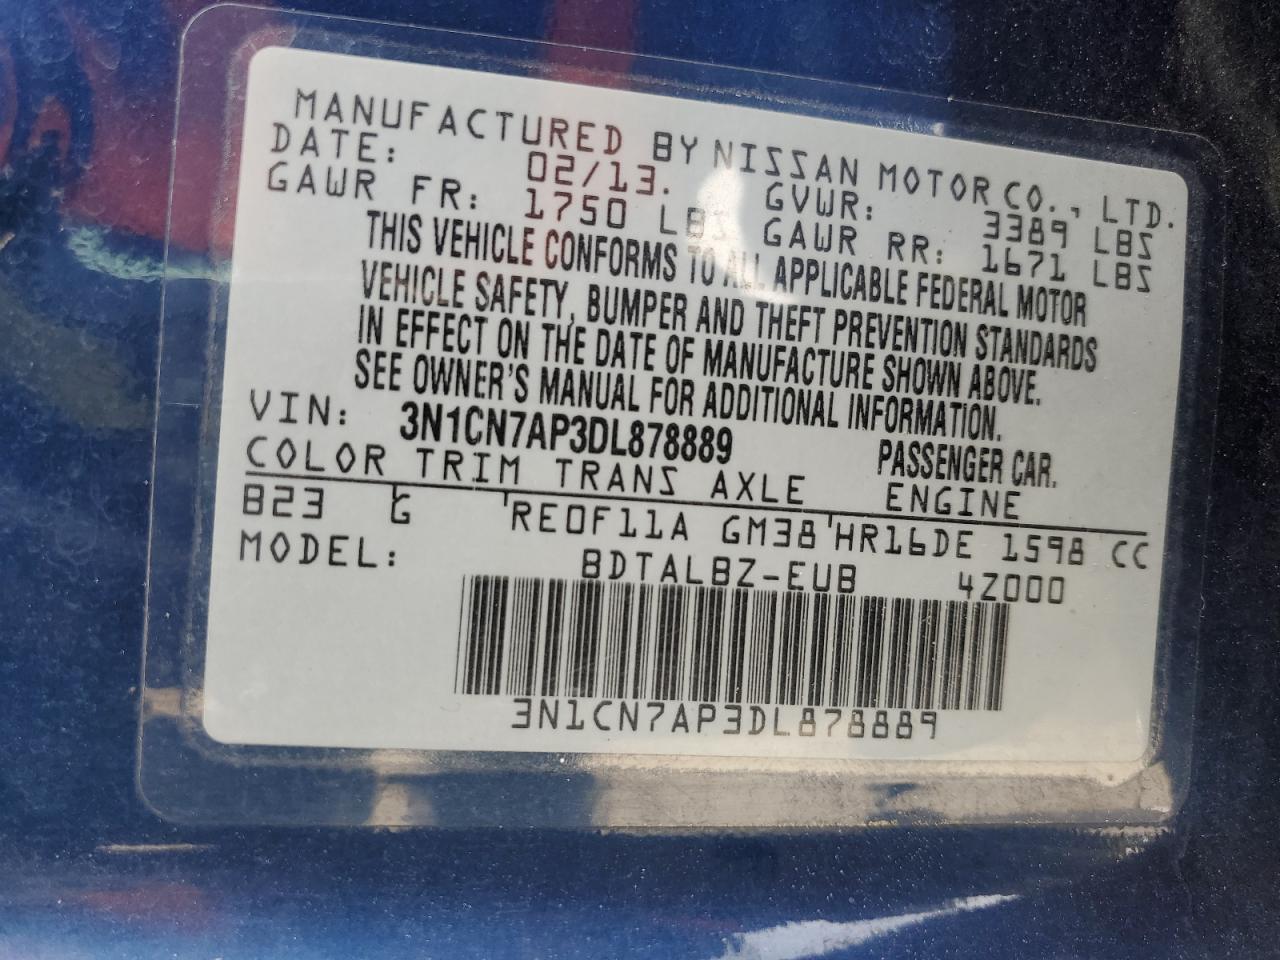 MANUFACTURED BY NISSAN MOTOR CO., LTD.
DATE: 02/13. GVWR: 3389 LBS
GAWR FR: 1750 LBS GAWR RR: 1671 LBS
THIS VEHICLE CONFORMS TO ALL APPLICABLE FEDERAL MOTOR
VEHICLE SAFETY, BUMPER AND THEFT PREVENTION STANDARDS
IN EFFECT ON THE DATE OF MANUFACTURE SHOWN ABOVE.
SEE OWNER'S MANUAL FOR ADDITIONAL INFORMATION.
VIN: 3N1CN7AP3DL878889 PASSENGER CAR.
COLOR TRIM TRANS AXLE ENGINE
B23 G RE0F11A GM38 HR16DE 1598 CC
MODEL: BDTALBZ-EUB 4Z000
3N1CN7AP3DL878889